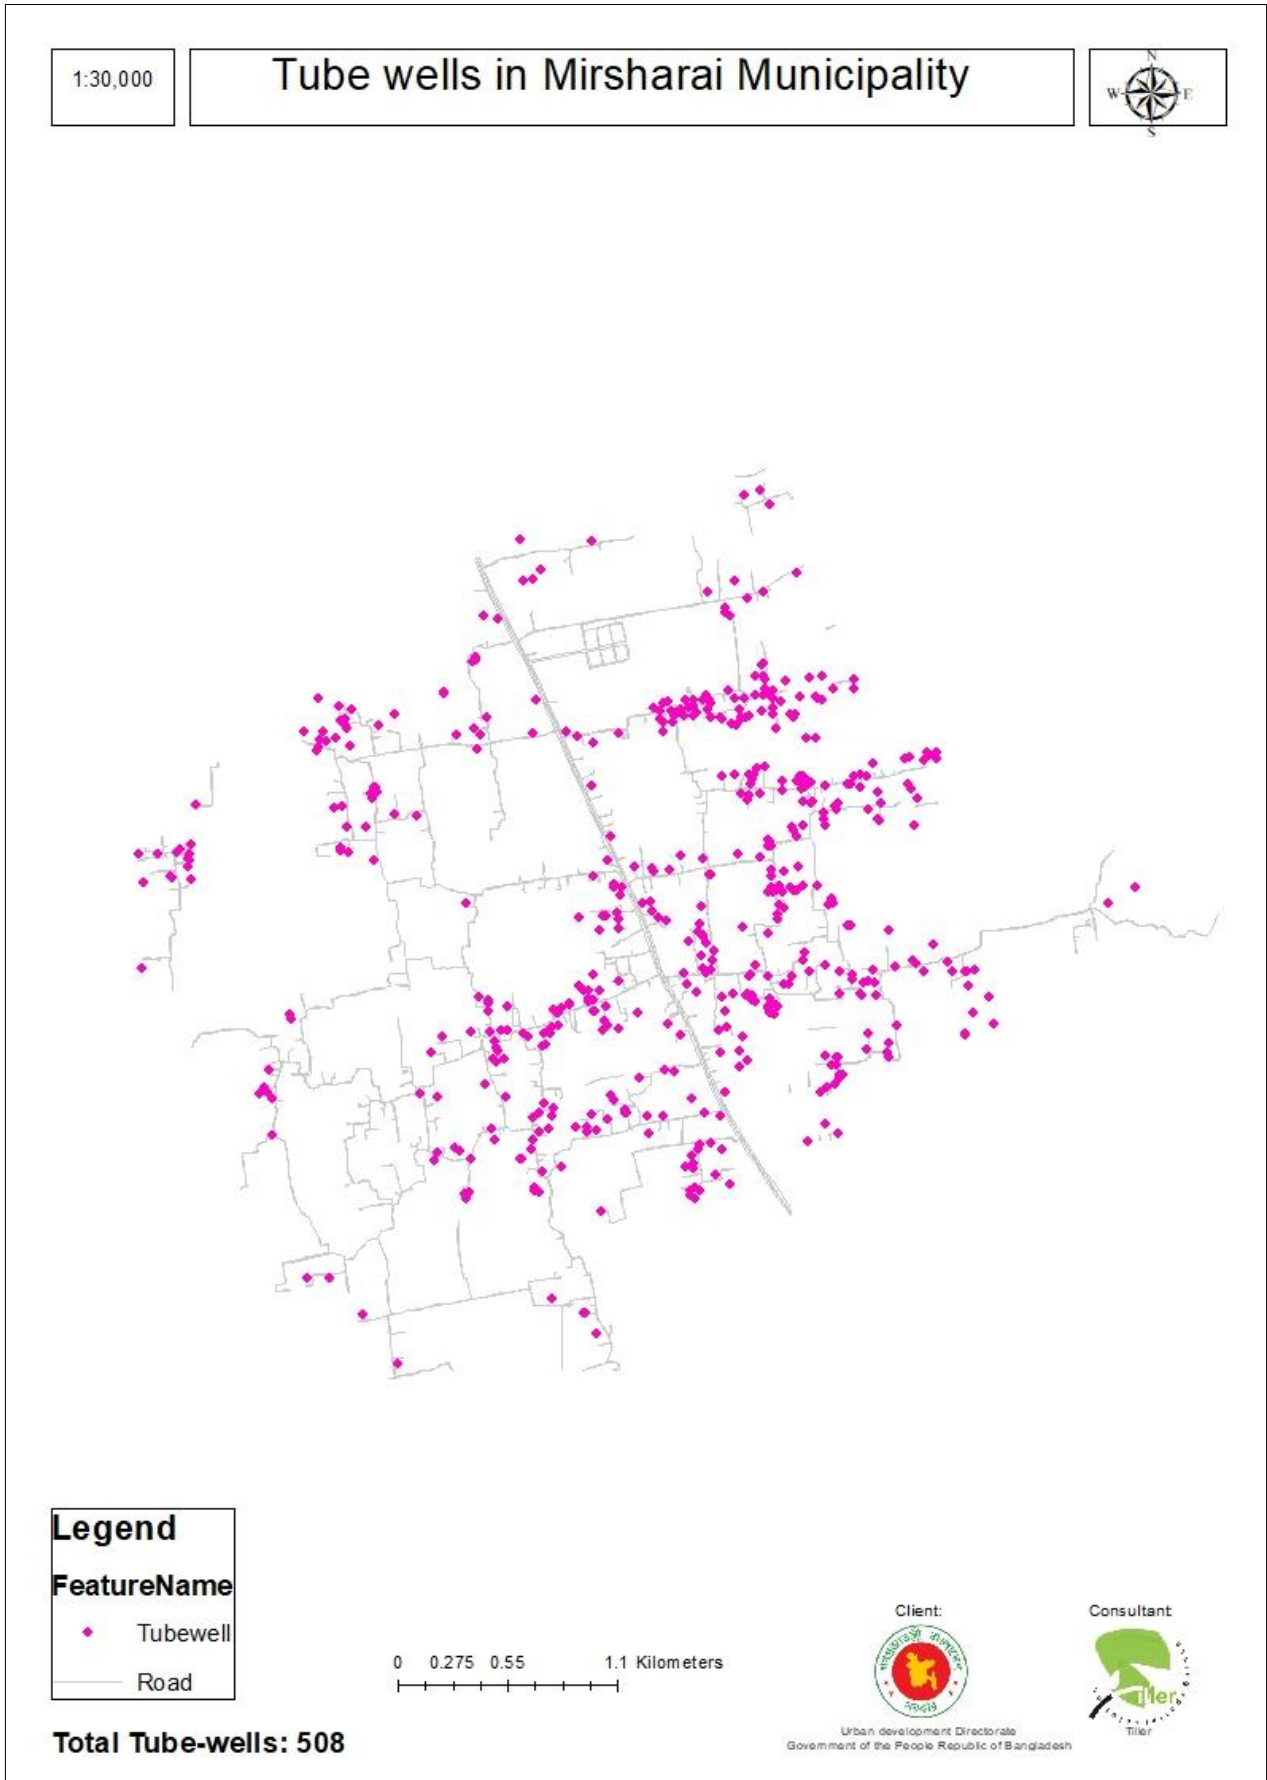 1:30,000
Tube wells in Mirsharai Municipality
N
W E
S
Legend
FeatureName
Tubewell
Road
0 0.275 0.55 1.1 Kilometers
Total Tube-wells: 508
Client:
Urban development Directorate
Government of the People Republic of Bangladesh
Consultant
Tiller
Tiller